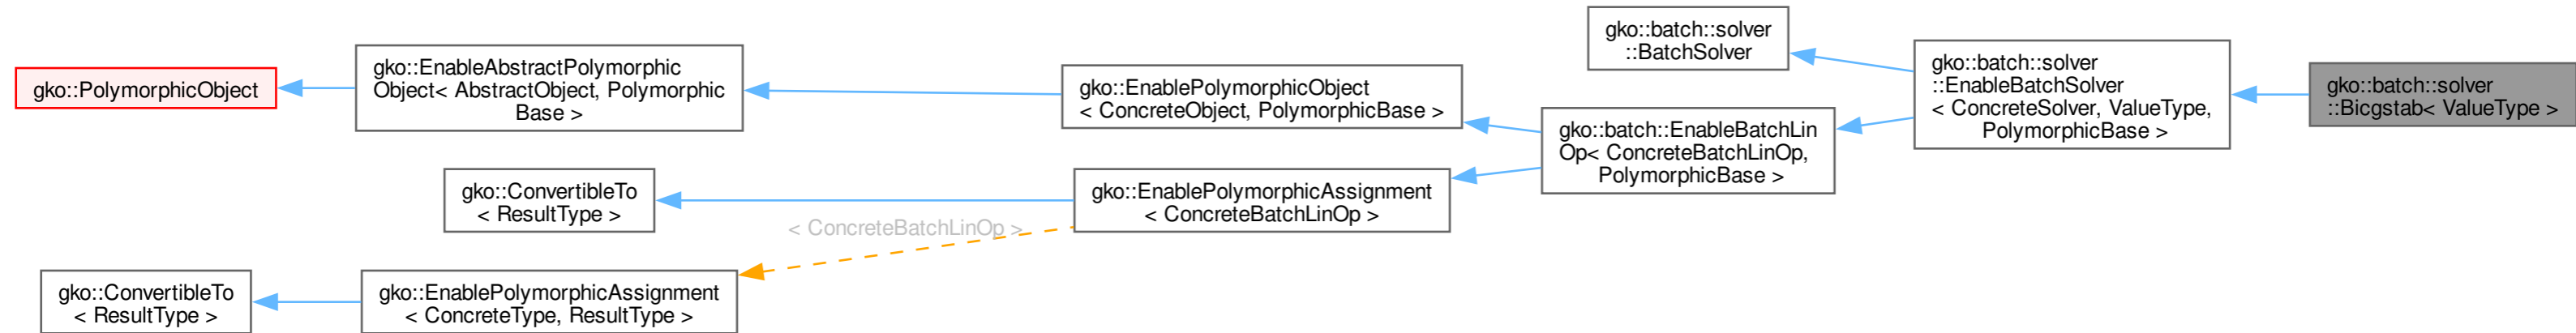 gko::PolymorphicObject
gko::EnableAbstractPolymorphic
Object< AbstractObject, Polymorphic
Base >
gko::EnablePolymorphicObject
< ConcreteObject, PolymorphicBase >
gko::batch::solver
::BatchSolver
gko::batch::EnableBatchLin
Op< ConcreteBatchLinOp,
PolymorphicBase >
gko::batch::solver
::EnableBatchSolver
< ConcreteSolver, ValueType,
PolymorphicBase >
gko::batch::solver
::Bicgstab< ValueType >
gko::ConvertibleTo
< ResultType >
gko::EnablePolymorphicAssignment
< ConcreteBatchLinOp >
< ConcreteBatchLinOp >
gko::ConvertibleTo
< ResultType >
gko::EnablePolymorphicAssignment
< ConcreteType, ResultType >